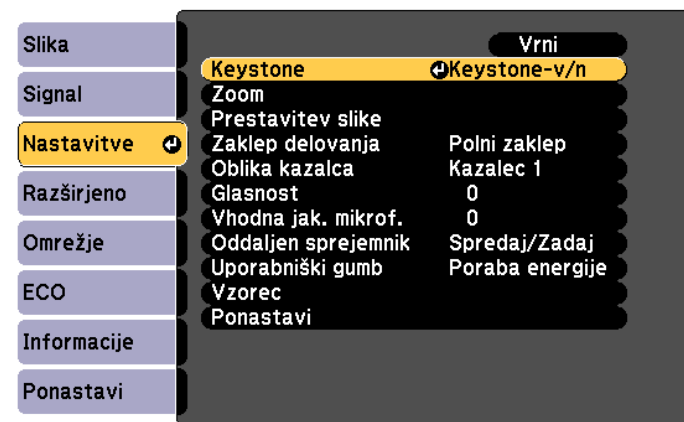 Slika
Signal
Nastavitve
Razširjeno
Omrežje
ECO
Informacije
Ponastavi
Vrni
Keystone Keystone-v/n
Zoom
Prestavitev slike
Zaklep delovanja Polni zaklep
Oblika kazalca Kazalec 1
Glasnost 0
Vhodna jak. mikrof. 0
Oddaljen sprejemnik Spredaj/Zadaj
Uporabniški gumb Poraba energije
Vzorec
Ponastavi